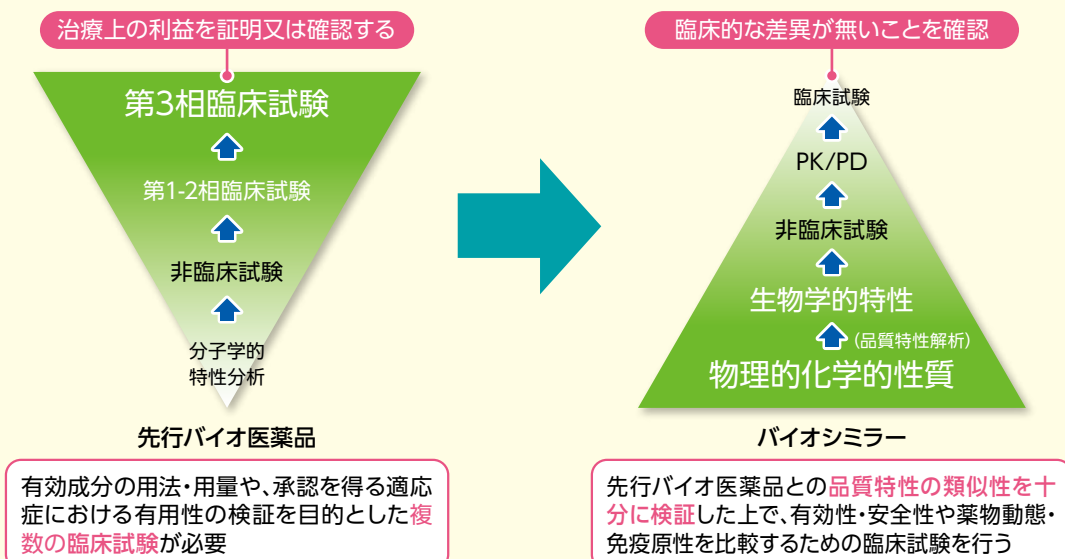 治療上の利益を証明又は確認する
第3相臨床試験
第1-2相臨床試験
非臨床試験
分子学的
特性分析
先行バイオ医薬品
有効成分の用法・用量や、承認を得る適応
症における有用性の検証を目的とした複
数の臨床試験が必要
臨床的な差異が無いことを確認
臨床試験
PK/PD
非臨床試験
生物学的特性
(品質特性解析)
物理的化学的性質
バイオシミラー
先行バイオ医薬品との品質特性の類似性を十
分に検証した上で、有効性・安全性や薬物動態・
免疫原性を比較するための臨床試験を行う